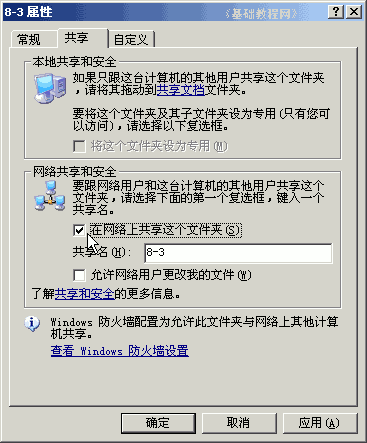 8-3 属性
《基础教程网》
常规
共享
自定义
本地共享和安全
如果只跟这台计算机的其他用户共享这个文件夹
，请将其拖动到共享文档文件夹。
要将这个文件夹及其子文件夹设为专用(只有您可
以访问)，请选择以下复选框。
将这个文件夹设为专用(M)
网络共享和安全
要跟网络用户和这台计算机的其他用户共享这个
文件夹，请选择下面的第一个复选框，键入一个
共享名。
在网络上共享这个文件夹(S)
共享名(H):
8-3
允许网络用户更改我的文件(W)
了解共享和安全的更多信息。
Windows 防火墙配置为允许此文件夹与网络上其他计算
机共享。
查看 Windows 防火墙设置
确定
取消
应用(A)